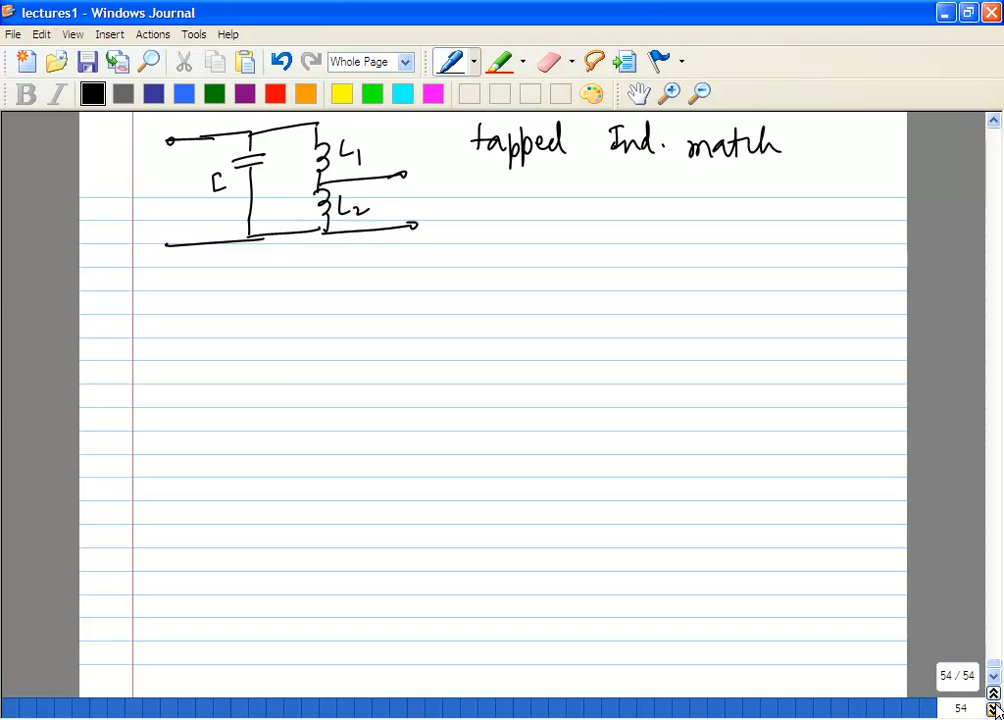 lectures1 - Windows Journal
File Edit View Insert Actions Tools Help
Whole Page
B I
tapped Ind. match
L1
C
L2
54 / 54
54